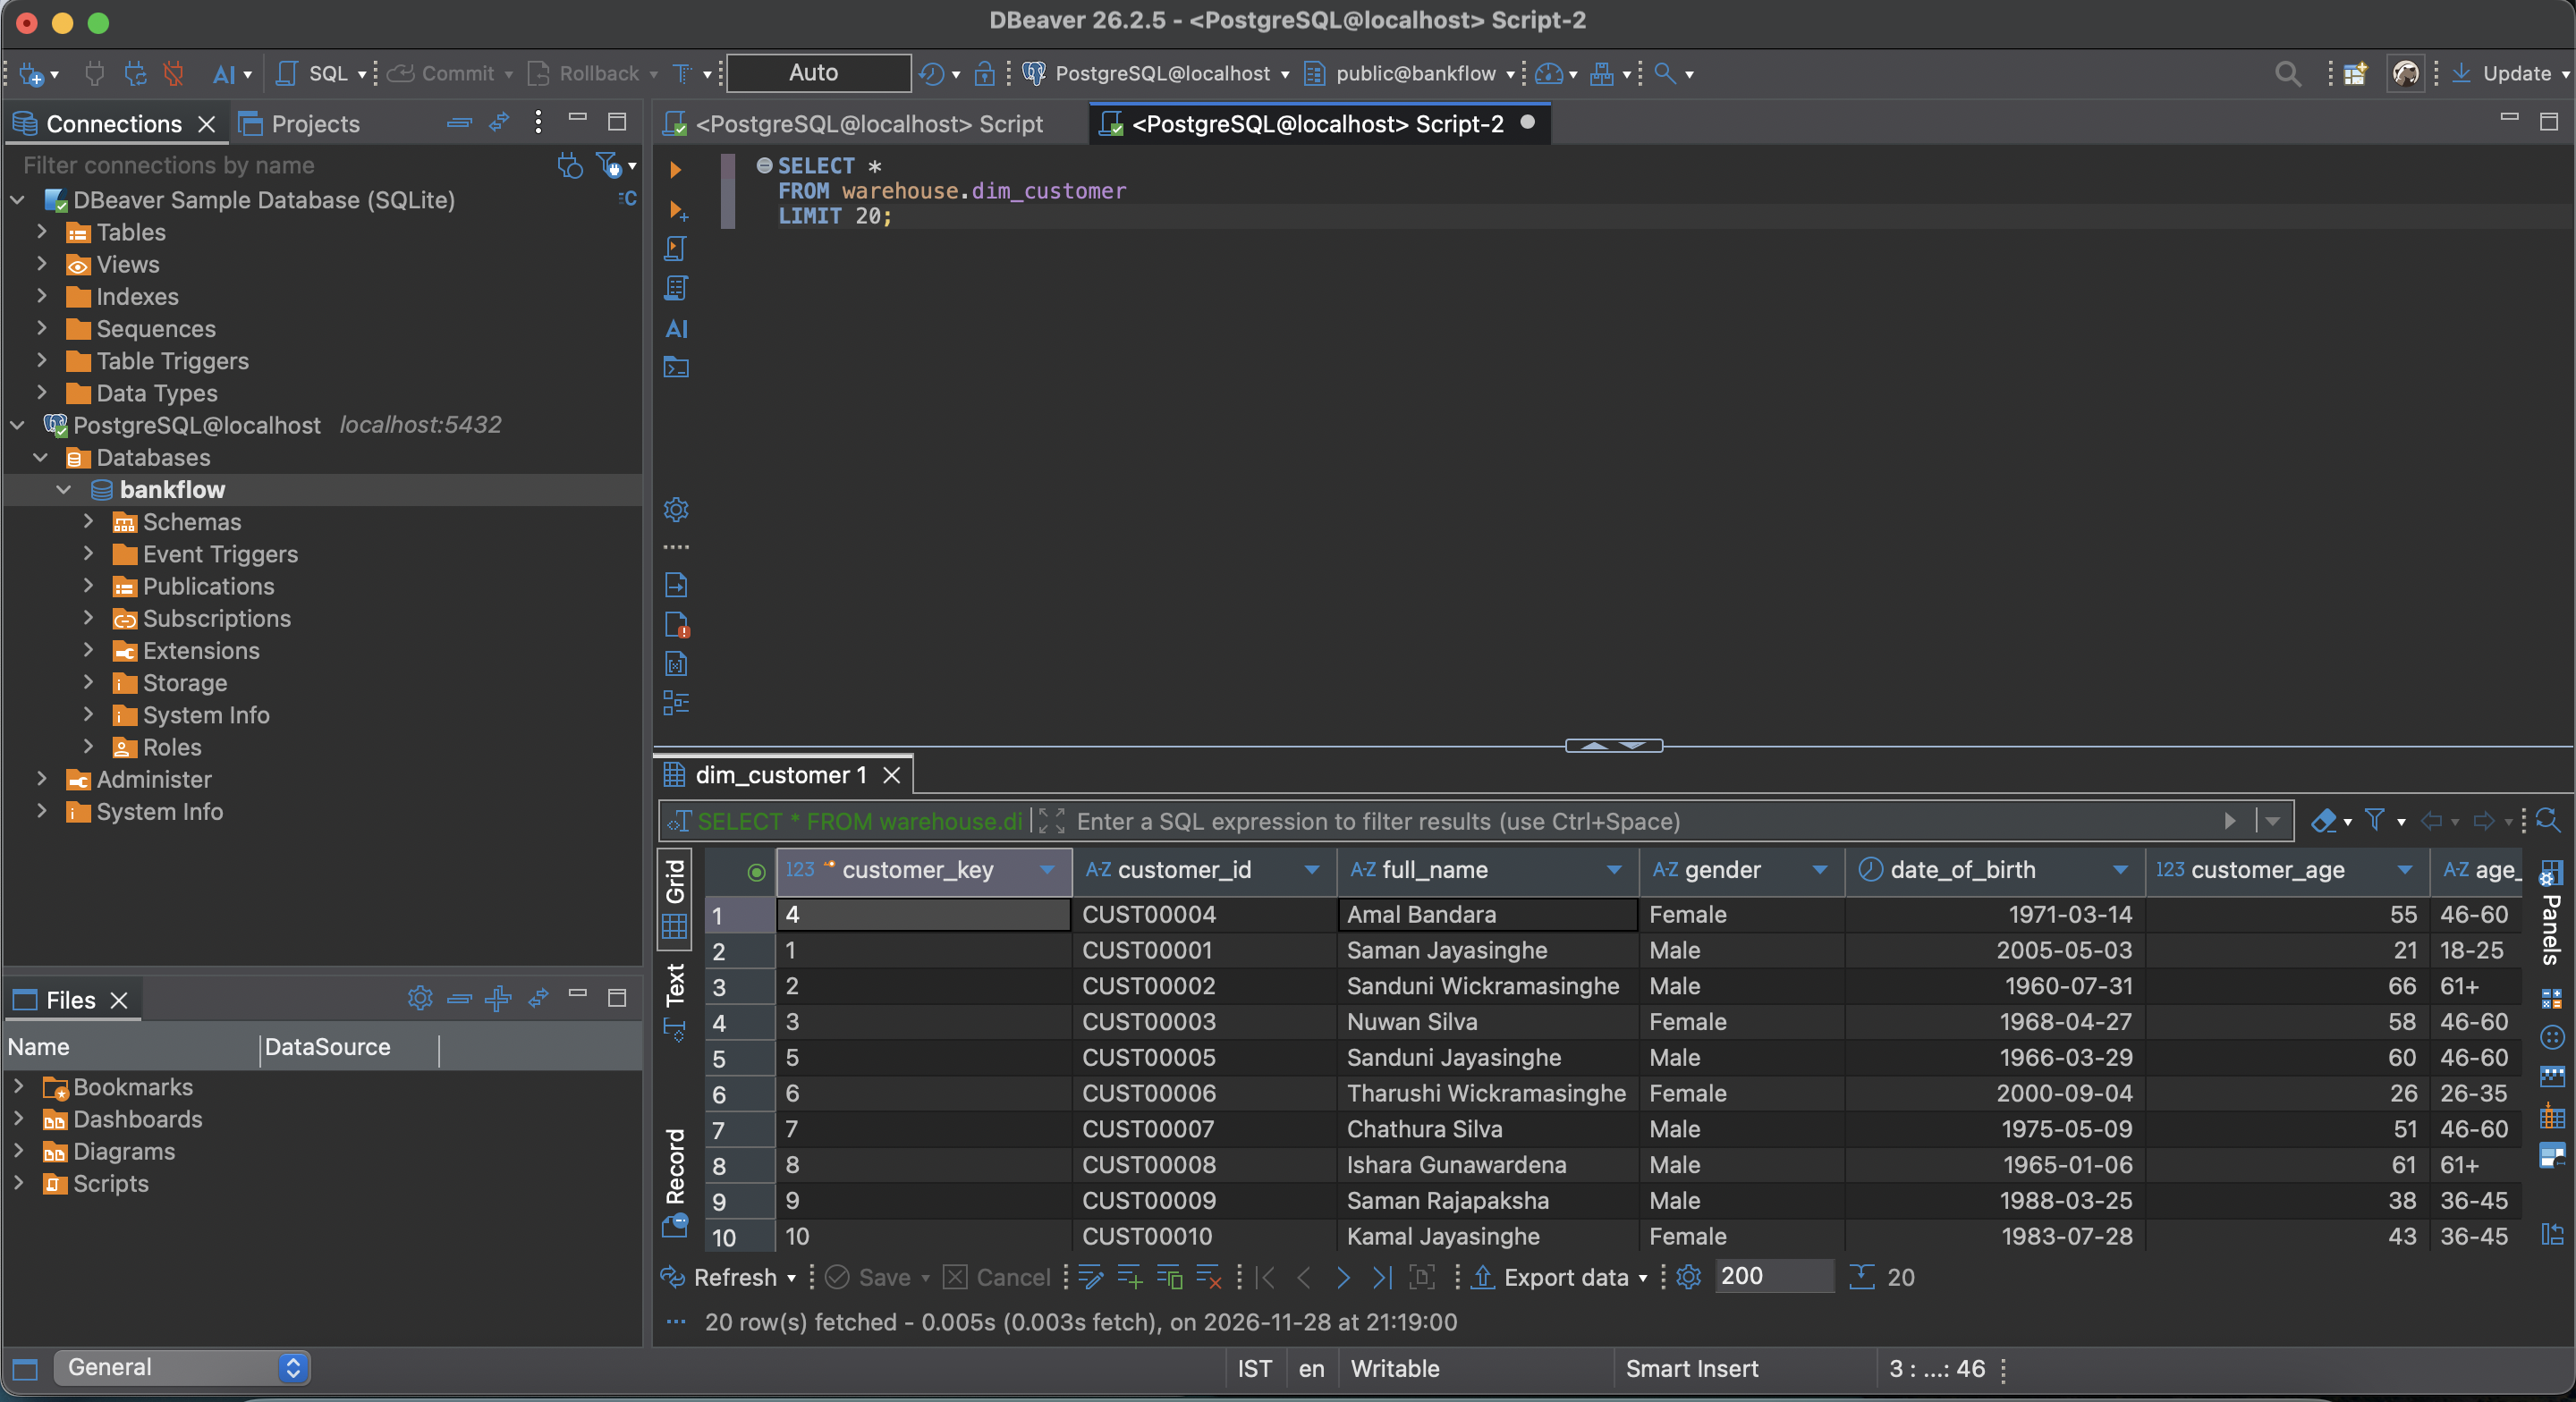 DBeaver 26.2.5 - <PostgreSQL@localhost> Script-2
AI SQL Commit Rollback Auto PostgreSQL@localhost public@bankflow Update
Connections Projects
Filter connections by name
DBeaver Sample Database (SQLite)
Tables
Views
Indexes
Sequences
Table Triggers
Data Types
PostgreSQL@localhost localhost:5432
Databases
bankflow
Schemas
Event Triggers
Publications
Subscriptions
Extensions
Storage
System Info
Roles
Administer
System Info
Files
Name DataSource
Bookmarks
Dashboards
Diagrams
Scripts
General
<PostgreSQL@localhost> Script <PostgreSQL@localhost> Script-2
SELECT *
FROM warehouse.dim_customer
LIMIT 20;
AI
dim_customer 1
SELECT * FROM warehouse.di Enter a SQL expression to filter results (use Ctrl+Space)
Grid
Text
Record
Panels
123 customer_key A-Z customer_id A-Z full_name A-Z gender date_of_birth 123 customer_age A-Z age_
1 4 CUST00004 Amal Bandara Female 1971-03-14 55 46-60
2 1 CUST00001 Saman Jayasinghe Male 2005-05-03 21 18-25
3 2 CUST00002 Sanduni Wickramasinghe Male 1960-07-31 66 61+
4 3 CUST00003 Nuwan Silva Female 1968-04-27 58 46-60
5 5 CUST00005 Sanduni Jayasinghe Male 1966-03-29 60 46-60
6 6 CUST00006 Tharushi Wickramasinghe Female 2000-09-04 26 26-35
7 7 CUST00007 Chathura Silva Male 1975-05-09 51 46-60
8 8 CUST00008 Ishara Gunawardena Male 1965-01-06 61 61+
9 9 CUST00009 Saman Rajapaksha Male 1988-03-25 38 36-45
10 10 CUST00010 Kamal Jayasinghe Female 1983-07-28 43 36-45
Refresh Save Cancel Export data 200 20
20 row(s) fetched - 0.005s (0.003s fetch), on 2026-11-28 at 21:19:00
IST en Writable Smart Insert 3 : ...: 46